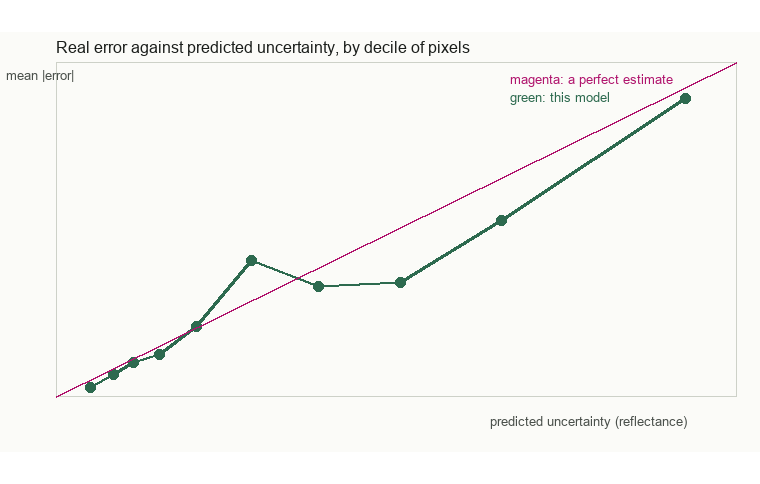 Real error against predicted uncertainty, by decile of pixels
mean |error|
magenta: a perfect estimate
green: this model
predicted uncertainty (reflectance)